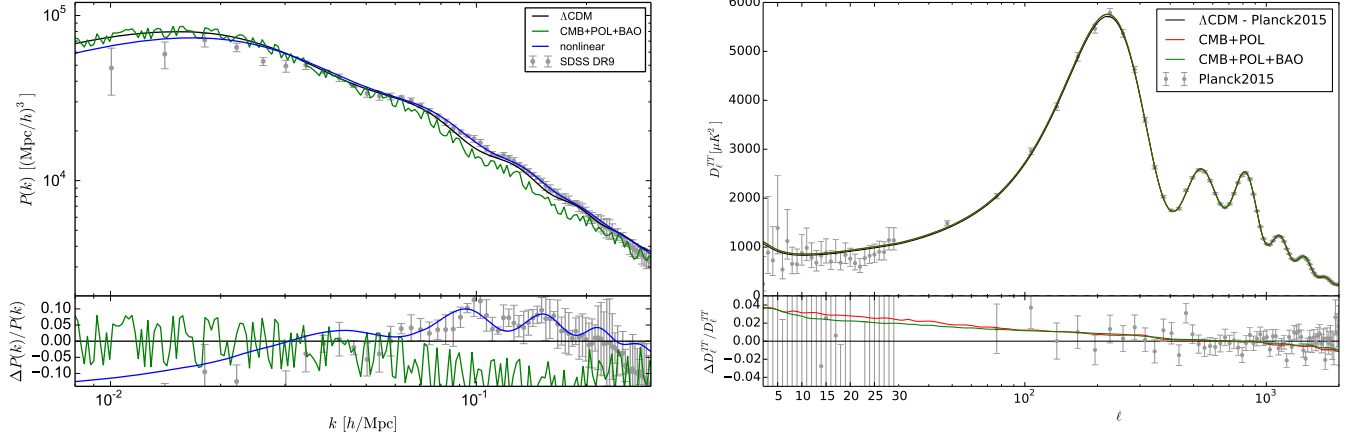 10^5
10^4
P(k) [(Mpc/h)^3 ]
ΛCDM
CMB+POL+BAO
nonlinear
SDSS DR9
0.10
0.05
0.00
−0.05
−0.10
ΔP(k)/P(k)
10^-2
10^-1
k [h/Mpc]
6000
5000
4000
3000
2000
1000
0
D_ℓ^TT [μK^2 ]
ΛCDM - Planck2015
CMB+POL
CMB+POL+BAO
Planck2015
0.04
0.02
0.00
−0.02
−0.04
ΔD_ℓ^TT/D_ℓ^TT
5 10 15 20 25 30 10^2 10^3
ℓ